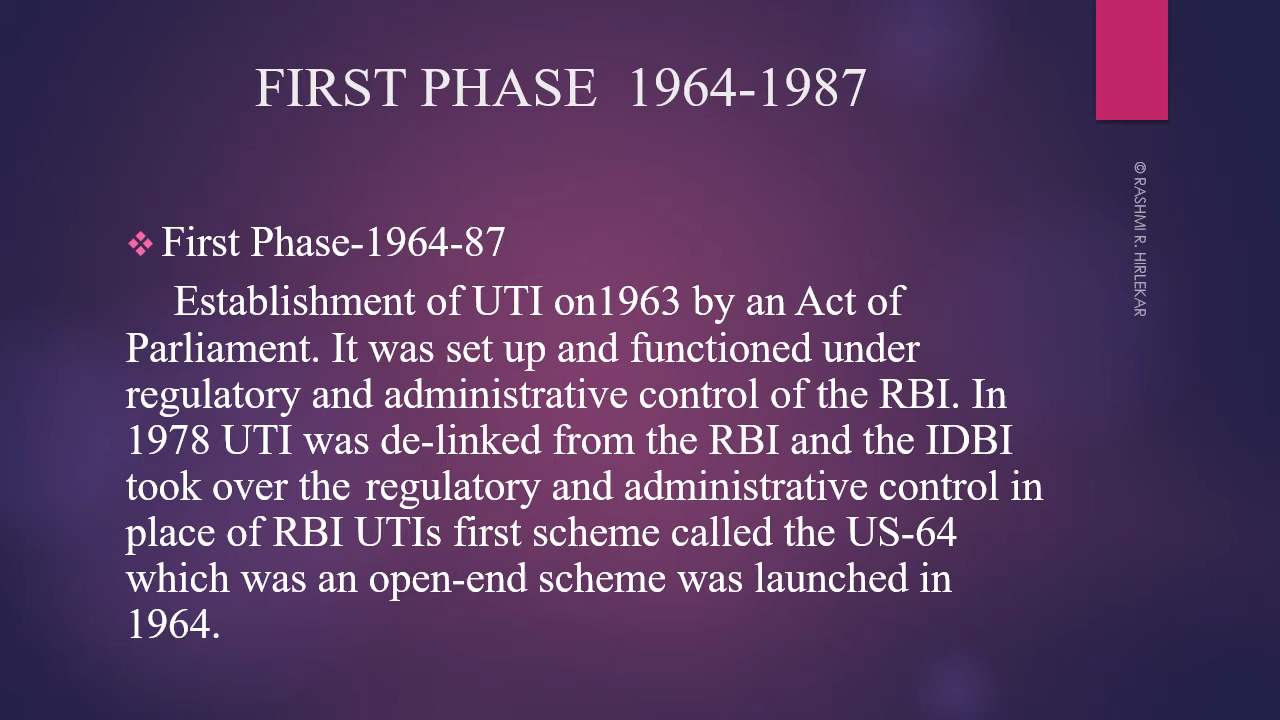 FIRST PHASE 1964-1987
© RASHMI R. HIRLEKAR
❖ First Phase-1964-87
Establishment of UTI on1963 by an Act of
Parliament. It was set up and functioned under
regulatory and administrative control of the RBI. In
1978 UTI was de-linked from the RBI and the IDBI
took over the regulatory and administrative control in
place of RBI UTIs first scheme called the US-64
which was an open-end scheme was launched in
1964.